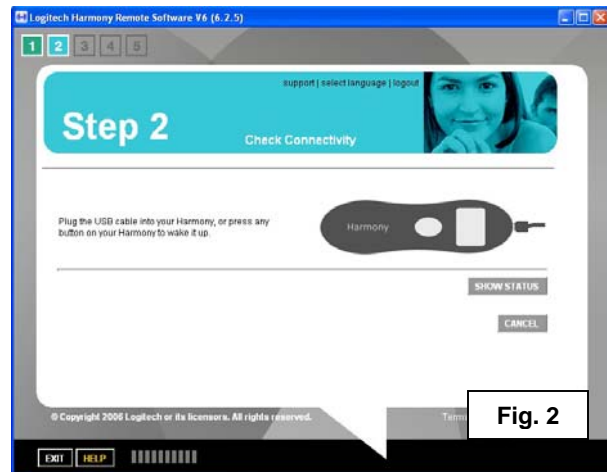 Logitech Harmony Remote Software V6 (6.2.5)
1 2 3 4 5
support | select language | logout
Step 2
Check Connectivity
Plug the USB cable into your Harmony, or press any
button on your Harmony to wake it up.
Harmony
SHOW STATUS
CANCEL
© Copyright 2006 Logitech or its licensors. All rights reserved.
Fig. 2
EXIT HELP